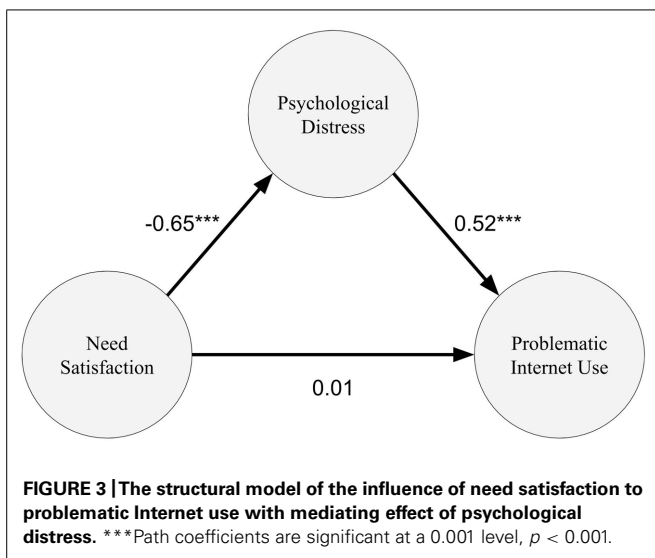 Psychological
Distress
-0.65***
0.52***
Need
Satisfaction
Problematic
Internet Use
0.01
FIGURE 3 | The structural model of the influence of need satisfaction to
problematic Internet use with mediating effect of psychological
distress. ***Path coefficients are significant at a 0.001 level, p < 0.001.